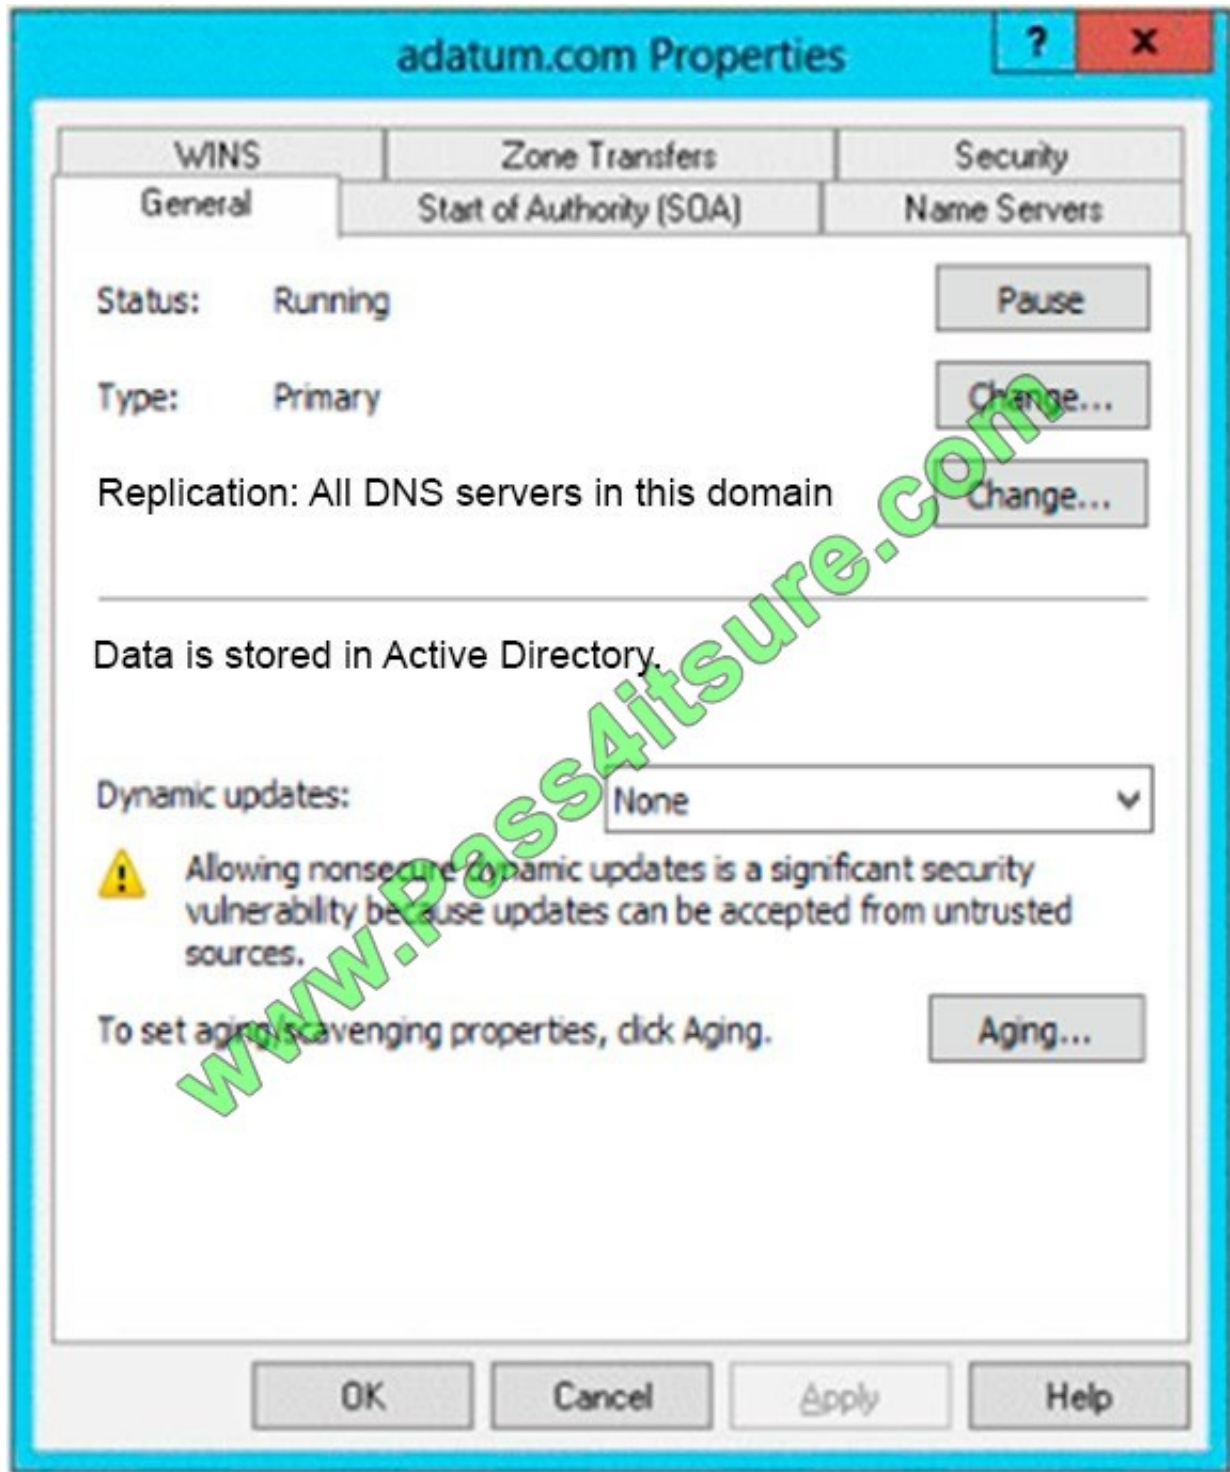 adatum.com Properties
?
x
WINS
Zone Transfers
Security
General
Start of Authority (SOA)
Name Servers
Status:
Running
Pause
Type:
Primary
Change...
Replication: All DNS servers in this domain
Change...
Data is stored in Active Directory.
Dynamic updates:
None
Allowing nonsecure dynamic updates is a significant security
vulnerability because updates can be accepted from untrusted
sources.
To set aging/scavenging properties, click Aging.
Aging...
OK
Cancel
Apply
Help
www.Pass4itsure.com